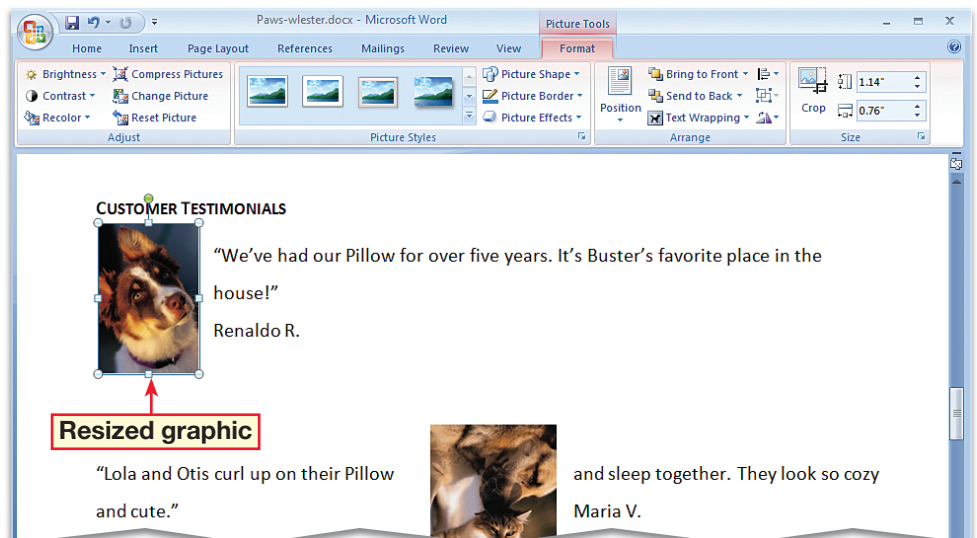 Paws-wlester.docx - Microsoft Word
Picture Tools
Home Insert Page Layout References Mailings Review View Format
Brightness Compress Pictures Picture Shape Bring to Front 1.14"
Contrast Change Picture Picture Border Position Send to Back Crop 0.76"
Recolor Reset Picture Picture Effects Text Wrapping
Adjust Picture Styles Arrange Size
CUSTOMER TESTIMONIALS
“We’ve had our Pillow for over five years. It’s Buster’s favorite place in the
house!”
Renaldo R.
Resized graphic
“Lola and Otis curl up on their Pillow and sleep together. They look so cozy
and cute.” Maria V.